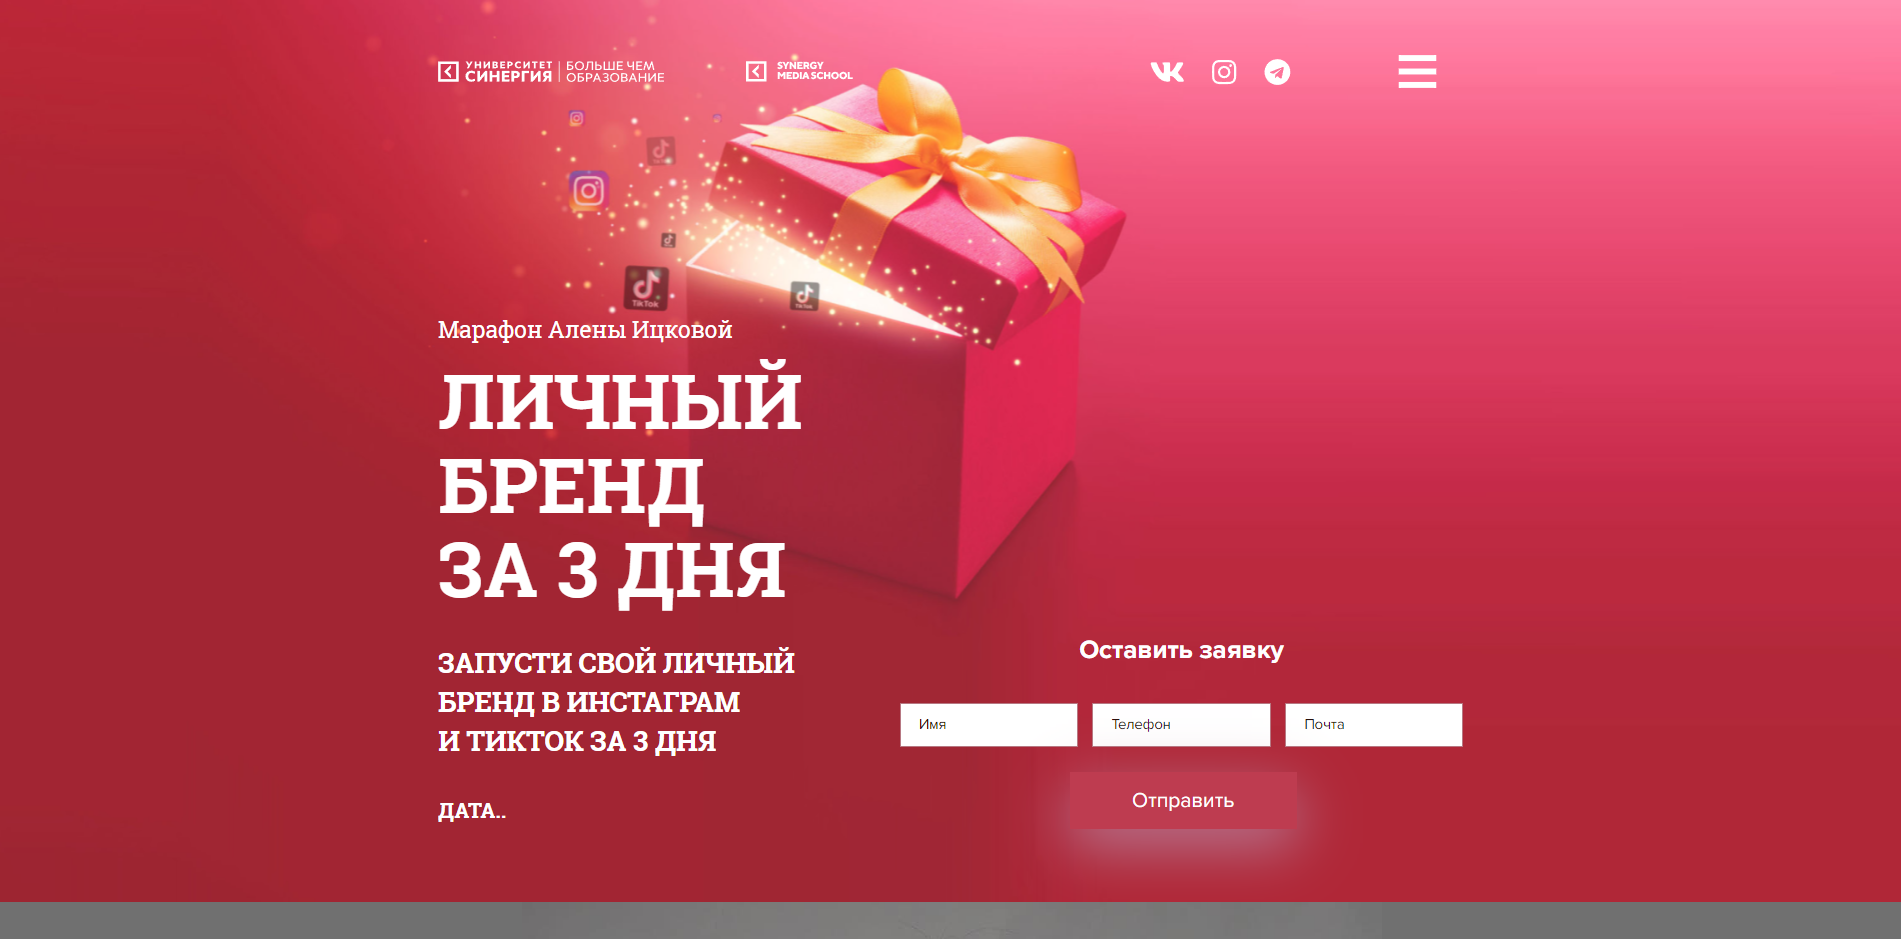 УНИВЕРСИТЕТ
СИНЕРГИЯ
БОЛЬШЕ ЧЕМ
ОБРАЗОВАНИЕ
SYNERGY
MEDIA SCHOOL
TikTok
Марафон Алены Ицковой
ЛИЧНЫЙ
БРЕНД
ЗА 3 ДНЯ
ЗАПУСТИ СВОЙ ЛИЧНЫЙ
БРЕНД В ИНСТАГРАМ
И ТИКТОК ЗА 3 ДНЯ
ДАТА..
Оставить заявку
Имя
Телефон
Почта
Отправить